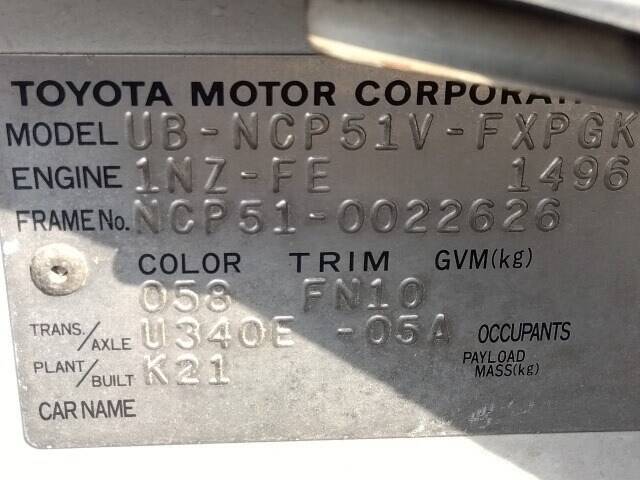 TOYOTA MOTOR CORPORAT
MODEL UB-NCP51V-FXPGK
ENGINE 1NZ-FE 1496
FRAME No. NCP51-0022626
COLOR TRIM GVM(kg)
058 FN10
TRANS./AXLE U340E -05A OCCUPANTS
PLANT/BUILT K21 PAYLOAD MASS(kg)
CAR NAME